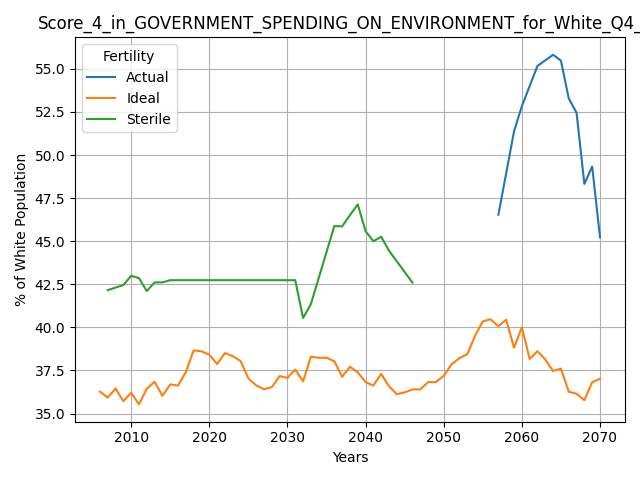 Score_4_in_GOVERNMENT_SPENDING_ON_ENVIRONMENT_for_White_Q4_
Fertility
Actual
Ideal
Sterile
% of White Population
55.0
52.5
50.0
47.5
45.0
42.5
40.0
37.5
35.0
2010
2020
2030
2040
2050
2060
2070
Years